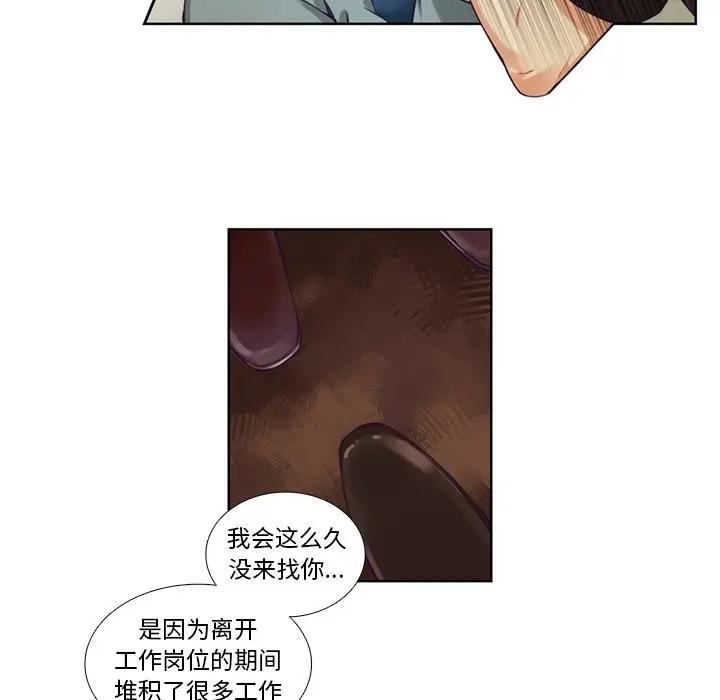 我会这么久
没来找你...
是因为离开
工作岗位的期间
堆积了很多工作